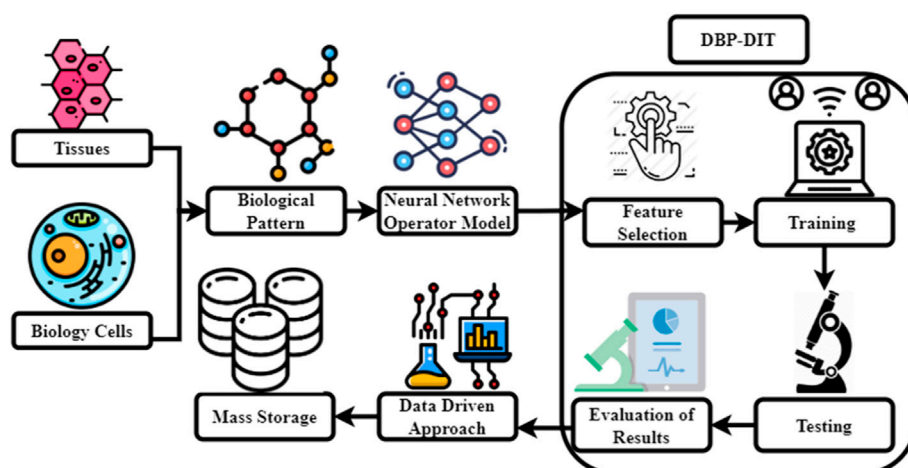 DBP-DIT
Tissues
Biological
Pattern
Neural Network
Operator Model
Feature
Selection
Training
Biology Cells
Mass Storage
Data Driven
Approach
Evaluation of
Results
Testing